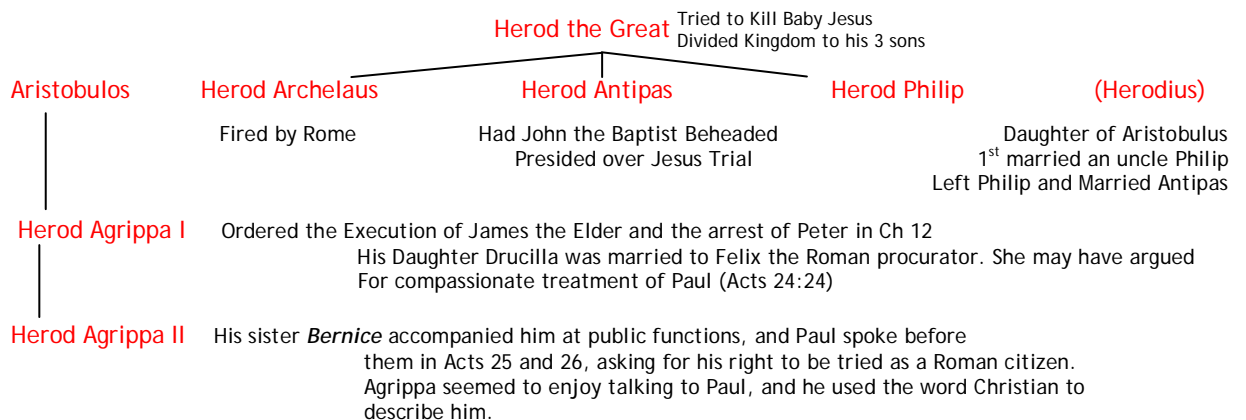 Herod the Great Tried to Kill Baby Jesus
Divided Kingdom to his 3 sons
Aristobulos Herod Archelaus Herod Antipas Herod Philip (Herodius)
Fired by Rome Had John the Baptist Beheaded Daughter of Aristobulus
Presided over Jesus Trial 1st married an uncle Philip
Left Philip and Married Antipas
Herod Agrippa I Ordered the Execution of James the Elder and the arrest of Peter in Ch 12
His Daughter Drucilla was married to Felix the Roman procurator. She may have argued
For compassionate treatment of Paul (Acts 24:24)
Herod Agrippa II His sister Bernice accompanied him at public functions, and Paul spoke before
them in Acts 25 and 26, asking for his right to be tried as a Roman citizen.
Agrippa seemed to enjoy talking to Paul, and he used the word Christian to
describe him.